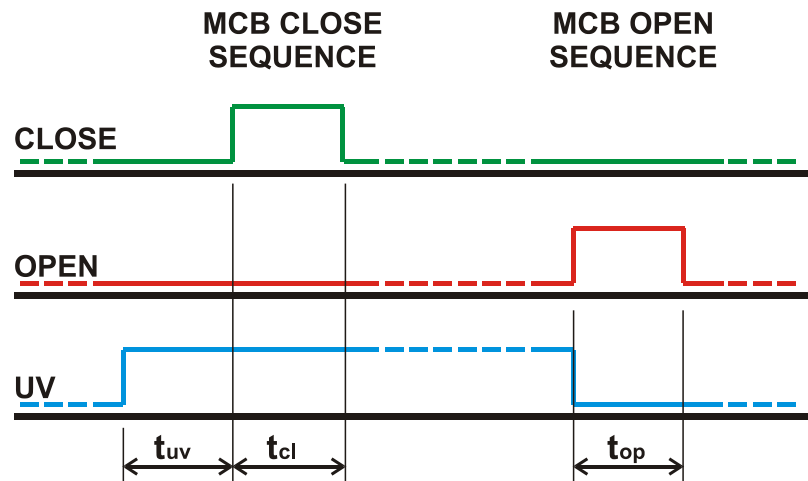 MCB CLOSE
SEQUENCE
MCB OPEN
SEQUENCE
CLOSE
OPEN
UV
tuv
tcl
top